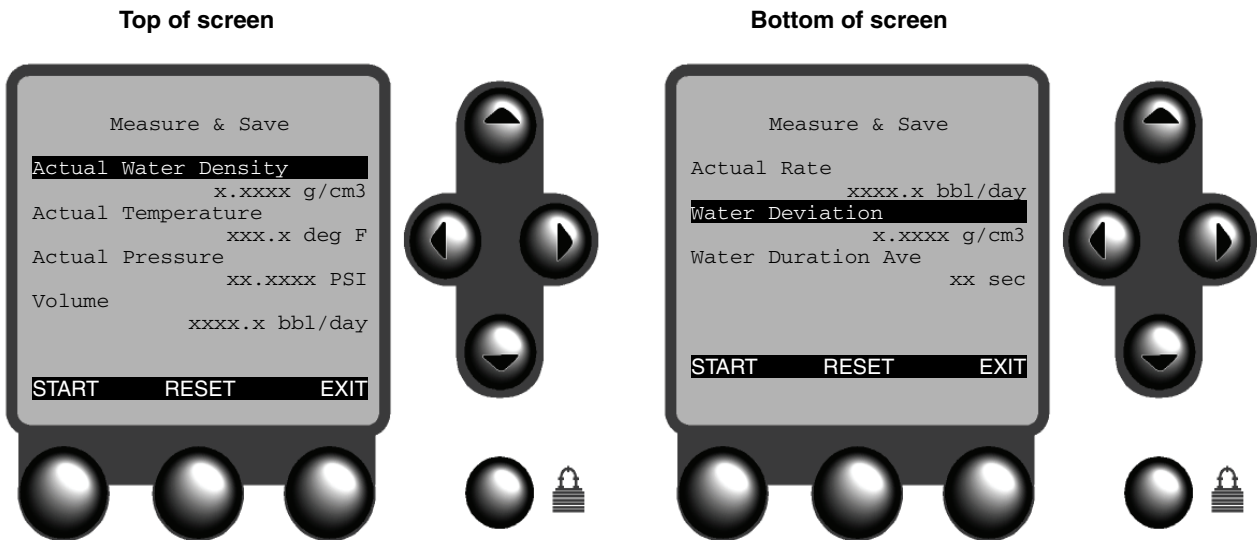 Top of screen
Measure & Save
Actual Water Density
x.xxxx g/cm3
Actual Temperature
xxx.x deg F
Actual Pressure
xx.xxxx PSI
Volume
xxxx.x bbl/day
START RESET EXIT
Bottom of screen
Measure & Save
Actual Rate
xxxx.x bbl/day
Water Deviation
x.xxxx g/cm3
Water Duration Ave
xx sec
START RESET EXIT